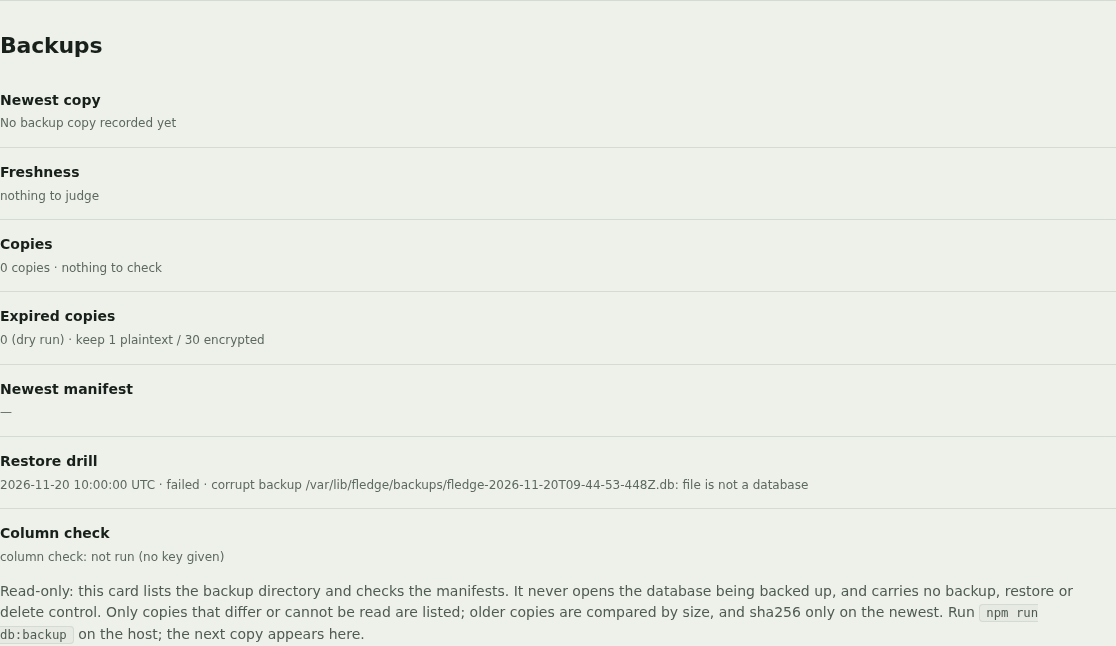 Backups
Newest copy
No backup copy recorded yet
Freshness
nothing to judge
Copies
0 copies · nothing to check
Expired copies
0 (dry run) · keep 1 plaintext / 30 encrypted
Newest manifest
—
Restore drill
2026-11-20 10:00:00 UTC · failed · corrupt backup /var/lib/fledge/backups/fledge-2026-11-20T09-44-53-448Z.db: file is not a database
Column check
column check: not run (no key given)
Read-only: this card lists the backup directory and checks the manifests. It never opens the database being backed up, and carries no backup, restore or
delete control. Only copies that differ or cannot be read are listed; older copies are compared by size, and sha256 only on the newest. Run npm run
db:backup on the host; the next copy appears here.